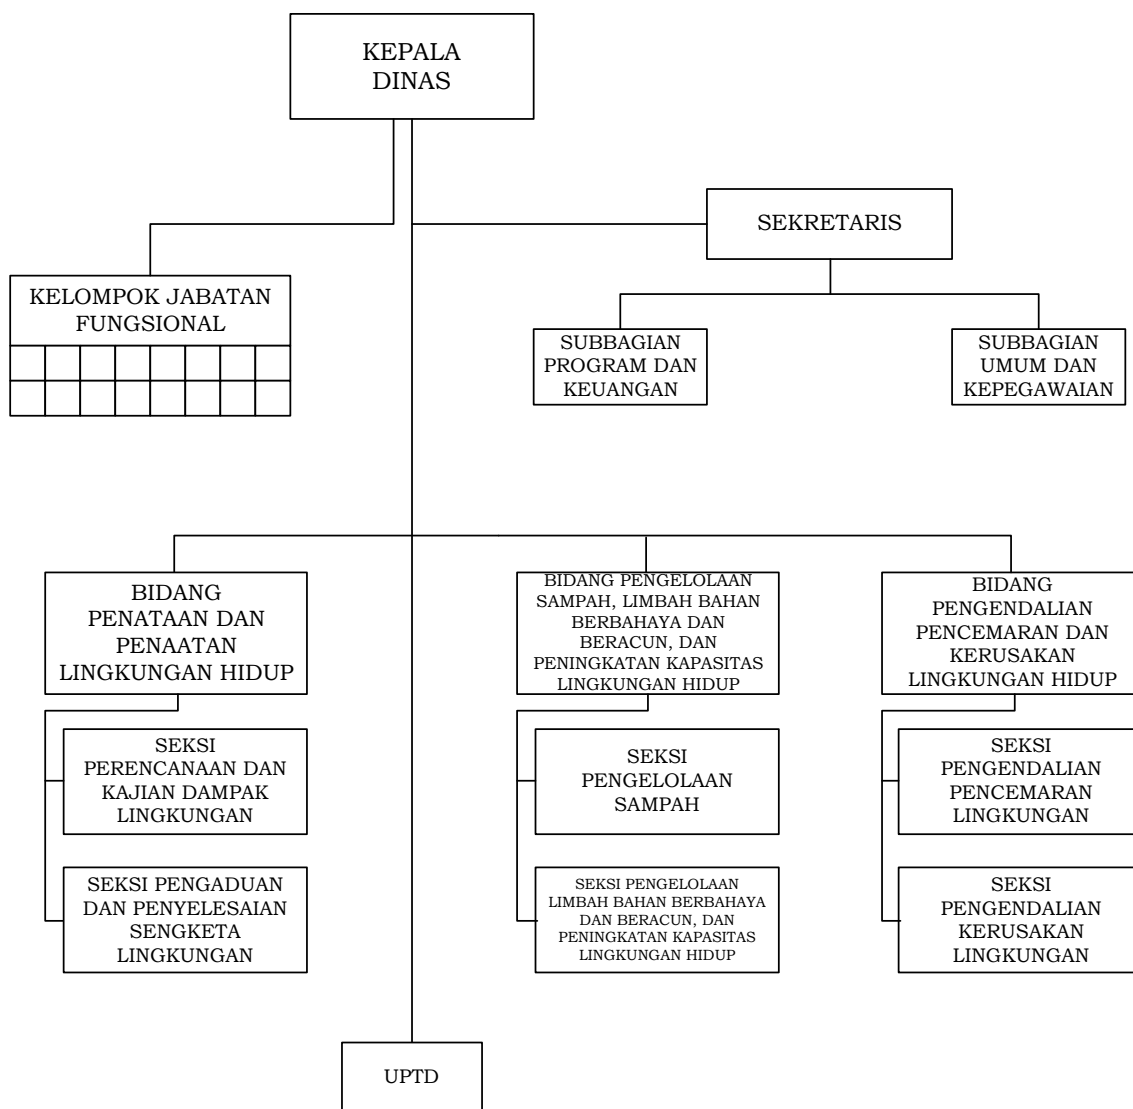 KEPALA
DINAS
SEKRETARIS
KELOMPOK JABATAN
FUNGSIONAL
SUBBAGIAN
PROGRAM DAN
KEUANGAN
SUBBAGIAN
UMUM DAN
KEPEGAWAIAN
BIDANG
PENATAAN DAN
PENAATAN
LINGKUNGAN HIDUP
BIDANG PENGELOLAAN
SAMPAH, LIMBAH BAHAN
BERBAHAYA DAN
BERACUN, DAN
PENINGKATAN KAPASITAS
LINGKUNGAN HIDUP
BIDANG
PENGENDALIAN
PENCEMARAN DAN
KERUSAKAN
LINGKUNGAN HIDUP
SEKSI
PERENCANAAN DAN
KAJIAN DAMPAK
LINGKUNGAN
SEKSI
PENGELOLAAN
SAMPAH
SEKSI
PENGENDALIAN
PENCEMARAN
LINGKUNGAN
SEKSI PENGADUAN
DAN PENYELESAIAN
SENGKETA
LINGKUNGAN
SEKSI PENGELOLAAN
LIMBAH BAHAN BERBAHAYA
DAN BERACUN, DAN
PENINGKATAN KAPASITAS
LINGKUNGAN HIDUP
SEKSI
PENGENDALIAN
KERUSAKAN
LINGKUNGAN
UPTD